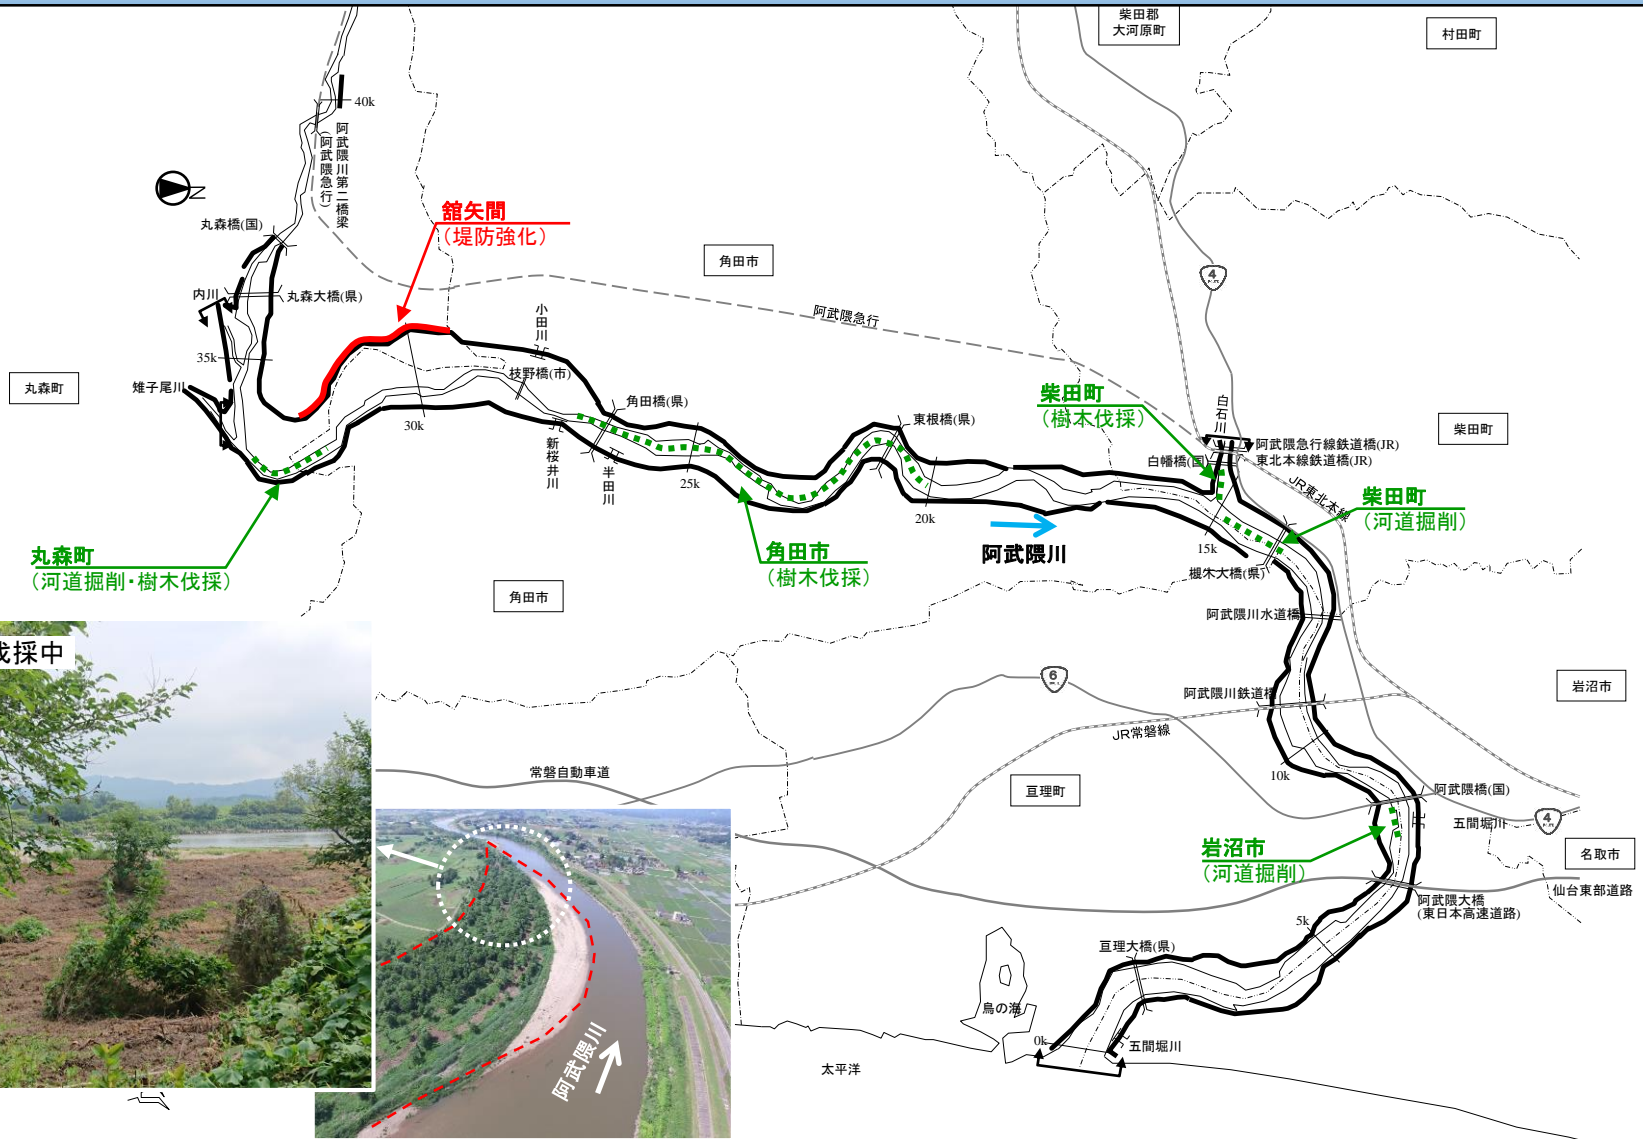 柴田郡
大河原町
村田町
40k
阿武隈川第二橋梁
(阿武隈急行)
N
丸森橋(国)
舘矢間
(堤防強化)
角田市
4
内川
丸森大橋(県)
小田川
阿武隈急行
35k
丸森町
雉子尾川
枝野橋(市)
角田橋(県)
30k
新桜井川
半田川
25k
東根橋(県)
20k
柴田町
(樹木伐採)
白石川
柴田町
阿武隈急行線鉄道橋(JR)
東北本線鉄道橋(JR)
白幡橋(国)
JR東北本線
柴田町
(河道掘削)
15k
槻木大橋(県)
阿武隈川
丸森町
(河道掘削・樹木伐採)
角田市
(樹木伐採)
角田市
阿武隈川水道橋
伐採中
6
阿武隈川鉄道橋
岩沼市
JR常磐線
常磐自動車道
10k
亘理町
阿武隈橋(国)
五間堀川
4
岩沼市
(河道掘削)
名取市
仙台東部道路
阿武隈大橋
(東日本高速道路)
5k
亘理大橋(県)
鳥の海
0k
五間堀川
太平洋
阿武隈川